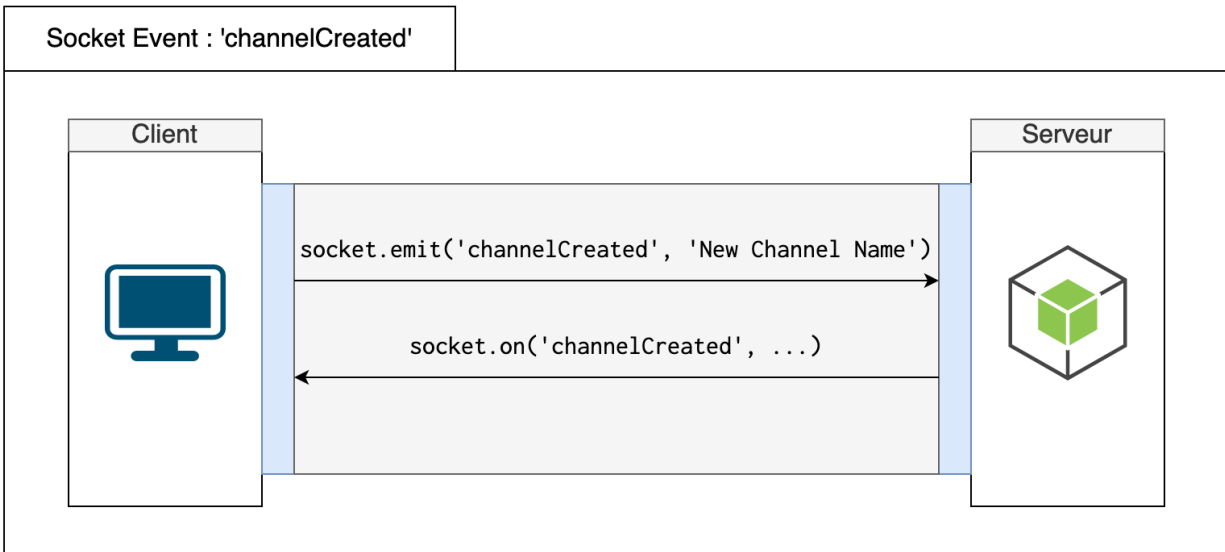 Socket Event : 'channelCreated'
Client
Serveur
socket.emit('channelCreated', 'New Channel Name')
socket.on('channelCreated', ...)